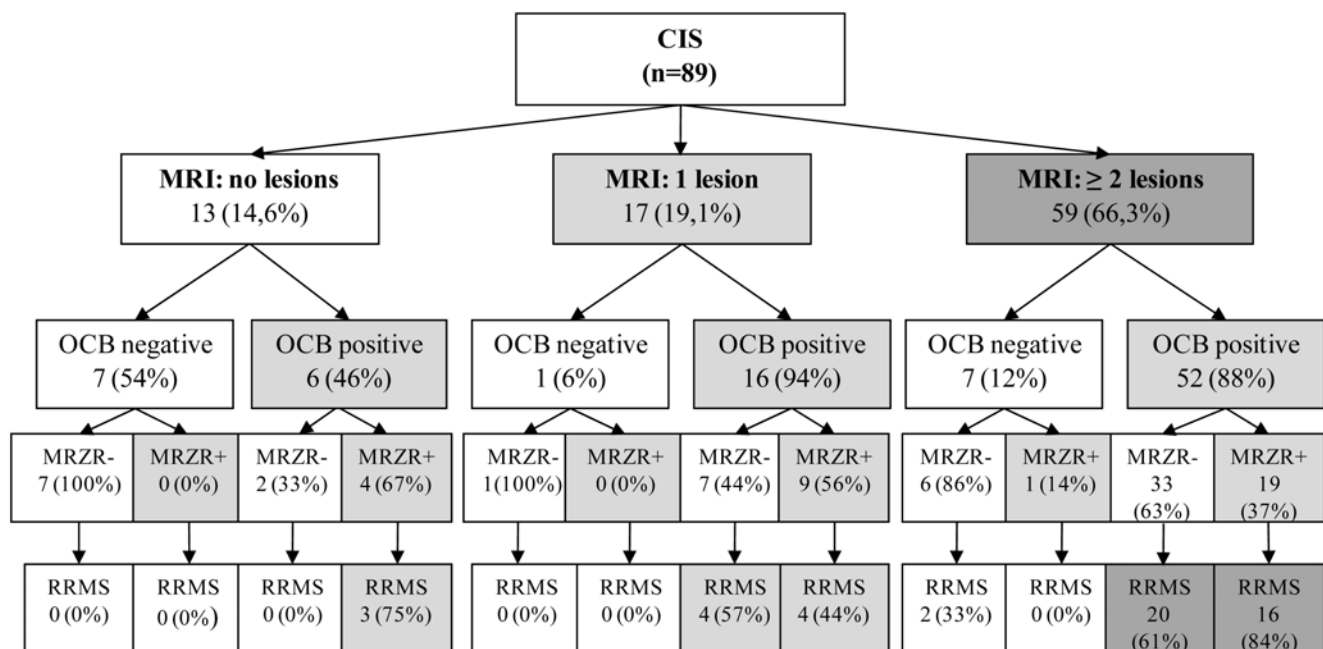 CIS
(n=89)
MRI: no lesions
13 (14,6%)
MRI: 1 lesion
17 (19,1%)
MRI: ≥ 2 lesions
59 (66,3%)
OCB negative
7 (54%)
OCB positive
6 (46%)
OCB negative
1 (6%)
OCB positive
16 (94%)
OCB negative
7 (12%)
OCB positive
52 (88%)
MRZR-
7 (100%)
MRZR+
0 (0%)
MRZR-
2 (33%)
MRZR+
4 (67%)
MRZR-
1(100%)
MRZR+
0 (0%)
MRZR-
7 (44%)
MRZR+
9 (56%)
MRZR-
6 (86%)
MRZR+
1 (14%)
MRZR-
33
(63%)
MRZR+
19
(37%)
RRMS
0 (0%)
RRMS
0 (0%)
RRMS
0 (0%)
RRMS
3 (75%)
RRMS
0 (0%)
RRMS
0 (0%)
RRMS
4 (57%)
RRMS
4 (44%)
RRMS
2 (33%)
RRMS
0 (0%)
RRMS
20
(61%)
RRMS
16
(84%)